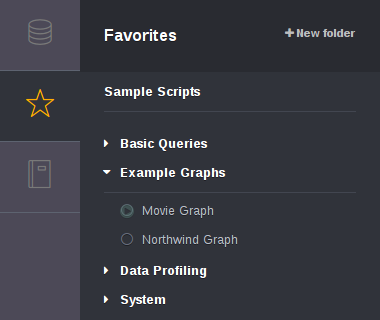 Favorites
New folder
Sample Scripts
Basic Queries
Example Graphs
Movie Graph
Northwind Graph
Data Profiling
System